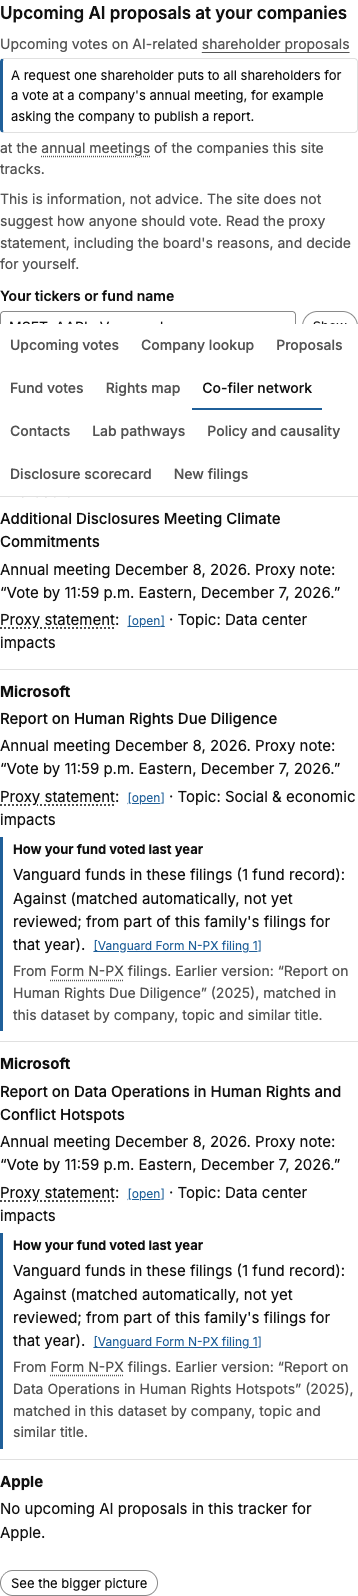 Upcoming AI proposals at your companies
Upcoming votes on AI-related shareholder proposals
A request one shareholder puts to all shareholders for
a vote at a company's annual meeting, for example
asking the company to publish a report.
at the annual meetings of the companies this site
tracks.
This is information, not advice. The site does not
suggest how anyone should vote. Read the proxy
statement, including the board's reasons, and decide
for yourself.
Your tickers or fund name
Upcoming votes Company lookup Proposals
Fund votes Rights map Co-filer network
Contacts Lab pathways Policy and causality
Disclosure scorecard New filings
Additional Disclosures Meeting Climate
Commitments
Annual meeting December 8, 2026. Proxy note:
“Vote by 11:59 p.m. Eastern, December 7, 2026.”
Proxy statement: [open] · Topic: Data center
impacts
Microsoft
Report on Human Rights Due Diligence
Annual meeting December 8, 2026. Proxy note:
“Vote by 11:59 p.m. Eastern, December 7, 2026.”
Proxy statement: [open] · Topic: Social & economic
impacts
How your fund voted last year
Vanguard funds in these filings (1 fund record):
Against (matched automatically, not yet
reviewed; from part of this family's filings for
that year). [Vanguard Form N-PX filing 1]
From Form N-PX filings. Earlier version: “Report on
Human Rights Due Diligence” (2025), matched in
this dataset by company, topic and similar title.
Microsoft
Report on Data Operations in Human Rights and
Conflict Hotspots
Annual meeting December 8, 2026. Proxy note:
“Vote by 11:59 p.m. Eastern, December 7, 2026.”
Proxy statement: [open] · Topic: Data center
impacts
How your fund voted last year
Vanguard funds in these filings (1 fund record):
Against (matched automatically, not yet
reviewed; from part of this family's filings for
that year). [Vanguard Form N-PX filing 1]
From Form N-PX filings. Earlier version: “Report on
Data Operations in Human Rights Hotspots” (2025),
matched in this dataset by company, topic and
similar title.
Apple
No upcoming AI proposals in this tracker for
Apple.
See the bigger picture